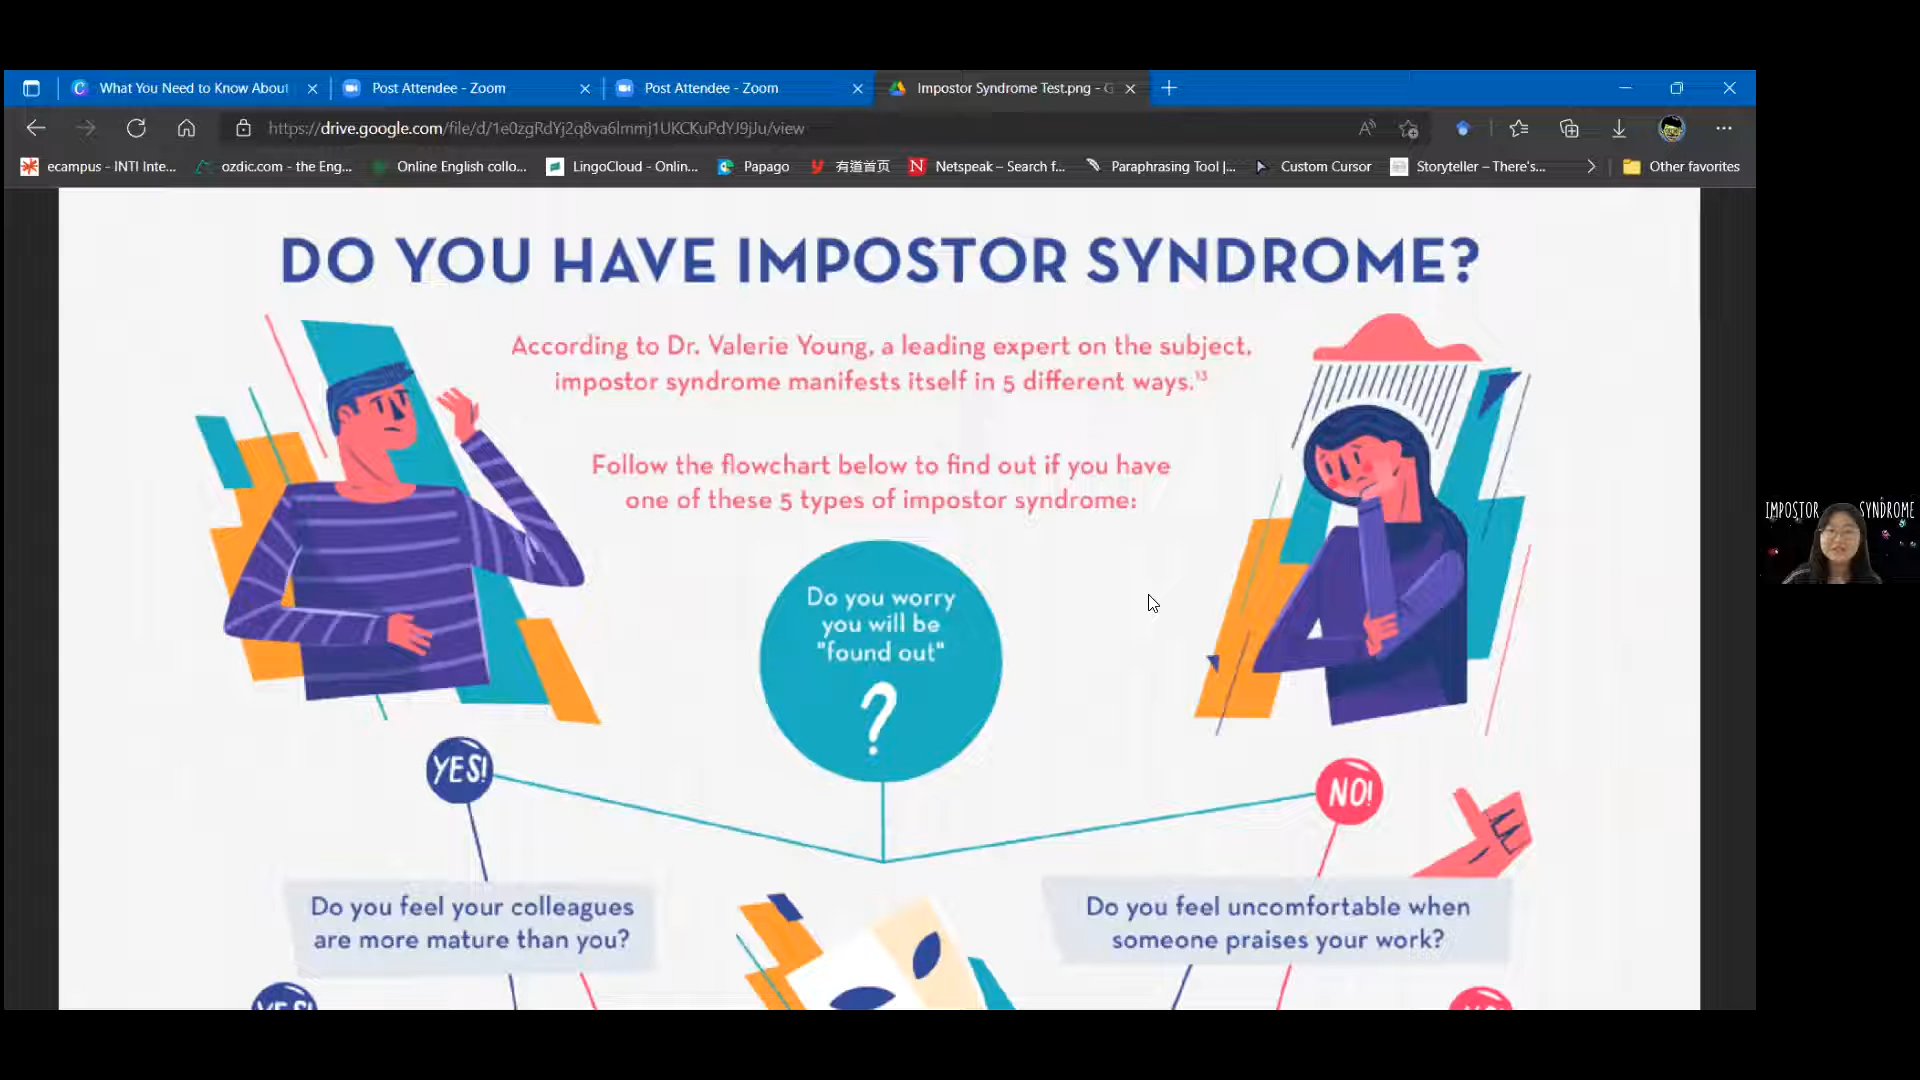 What You Need to Know About
Post Attendee - Zoom
Post Attendee - Zoom
Impostor Syndrome Test.png - G
https://drive.google.com/file/d/1e0zgRdYj2q8va6lmmj1UKCKuPdYJ9jJu/view
ecampus - INTI Inte...
ozdic.com - the Eng...
Online English collo...
LingoCloud - Onlin...
Papago
有道首页
Netspeak – Search f...
Paraphrasing Tool |...
Custom Cursor
Storyteller – There's...
Other favorites
DO YOU HAVE IMPOSTOR SYNDROME?
According to Dr. Valerie Young, a leading expert on the subject,
impostor syndrome manifests itself in 5 different ways.¹³
Follow the flowchart below to find out if you have
one of these 5 types of impostor syndrome:
Do you worry
you will be
"found out"
?
YES!
NO!
Do you feel your colleagues
are more mature than you?
Do you feel uncomfortable when
someone praises your work?
YES!
NO!
IMPOSTOR SYNDROME